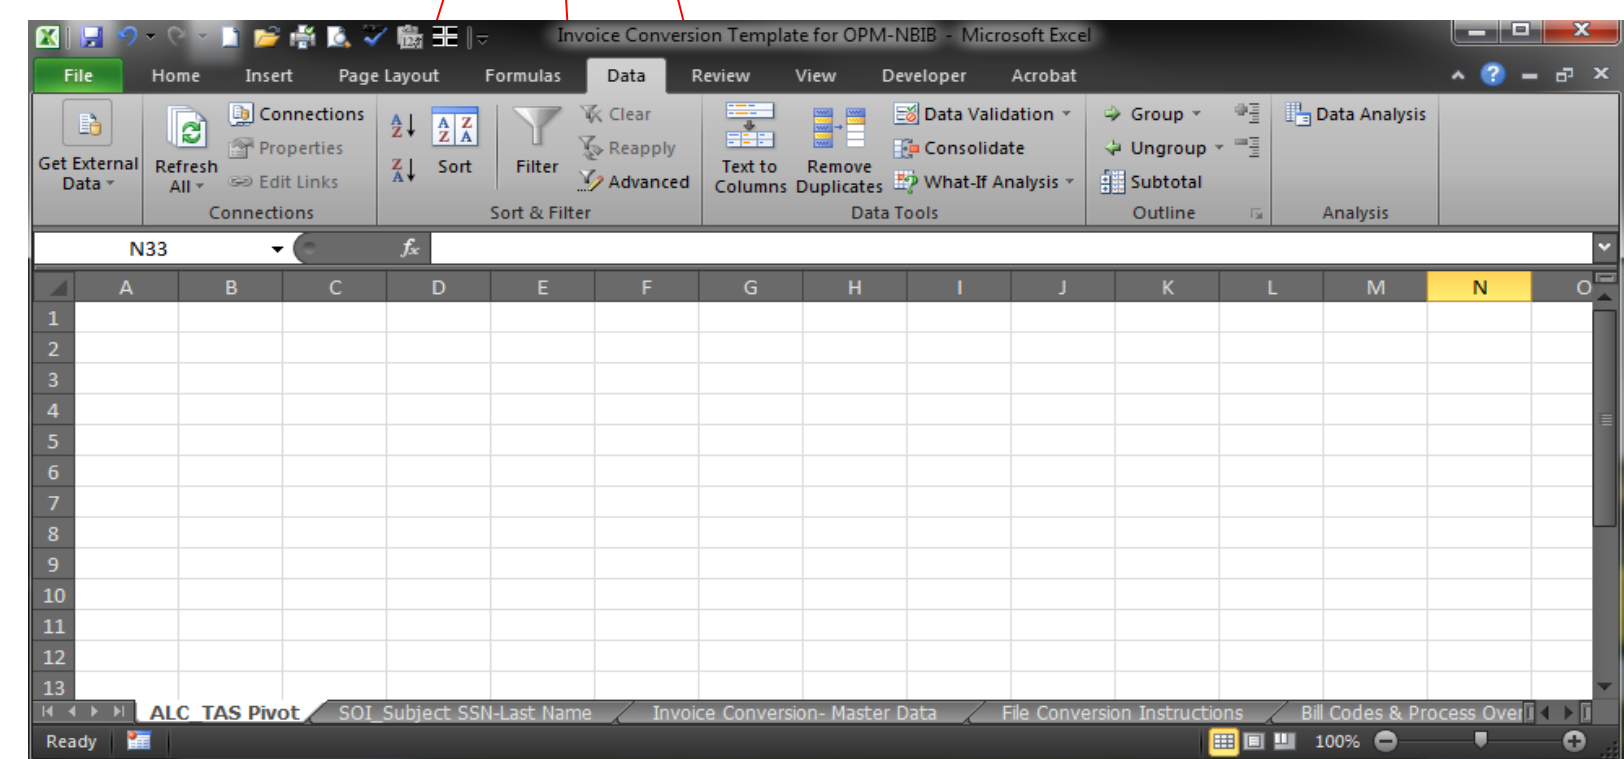 Invoice Conversion Template for OPM-NBIB - Microsoft Excel
File Home Insert Page Layout Formulas Data Review View Developer Acrobat
Get External Data
Refresh All
Connections
Properties
Edit Links
Connections
Sort
Filter
Clear
Reapply
Advanced
Sort & Filter
Text to Columns
Remove Duplicates
Data Validation
Consolidate
What-If Analysis
Data Tools
Group
Ungroup
Subtotal
Outline
Data Analysis
Analysis
N33 fx
A B C D E F G H I J K L M N O
1
2
3
4
5
6
7
8
9
10
11
12
13
ALC_TAS Pivot SOI_Subject SSN-Last Name Invoice Conversion- Master Data File Conversion Instructions Bill Codes & Process Over
Ready 100%